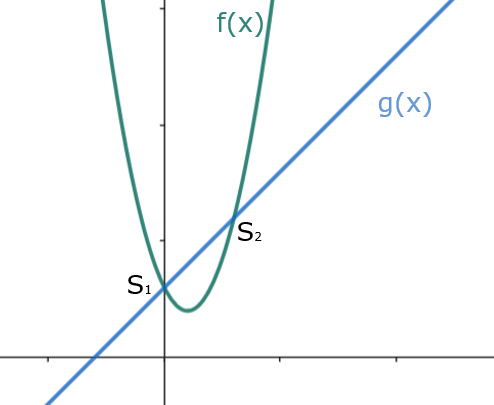 f(x)
g(x)
S₂
S₁